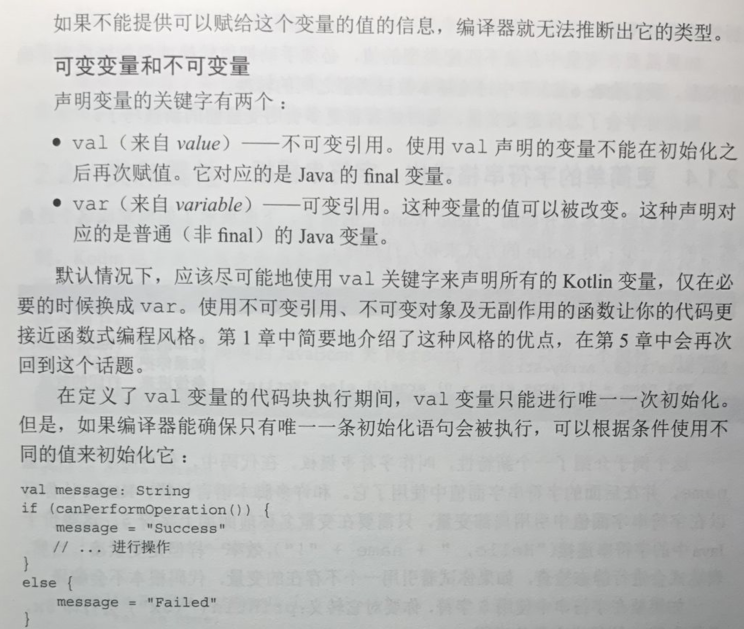 如果不能提供可以赋给这个变量的值的信息，编译器就无法推断出它的类型。
可变变量和不可变量
声明变量的关键字有两个：
● val（来自 value）——不可变引用。使用 val 声明的变量不能在初始化之
后再次赋值。它对应的是 Java 的 final 变量。
● var（来自 variable）——可变引用。这种变量的值可以被改变。这种声明对
应的是普通（非 final）的 Java 变量。
默认情况下，应该尽可能地使用 val 关键字来声明所有的 Kotlin 变量，仅在必
要的时候换成 var。使用不可变引用、不可变对象及无副作用的函数让你的代码更
接近函数式编程风格。第 1 章中简要地介绍了这种风格的优点，在第 5 章中会再次
回到这个话题。
在定义了 val 变量的代码块执行期间，val 变量只能进行唯一一次初始化。
但是，如果编译器能确保只有唯一一条初始化语句会被执行，可以根据条件使用不
同的值来初始化它：
val message: String
if (canPerformOperation()) {
    message = "Success"
    // ... 进行操作
}
else {
    message = "Failed"
}